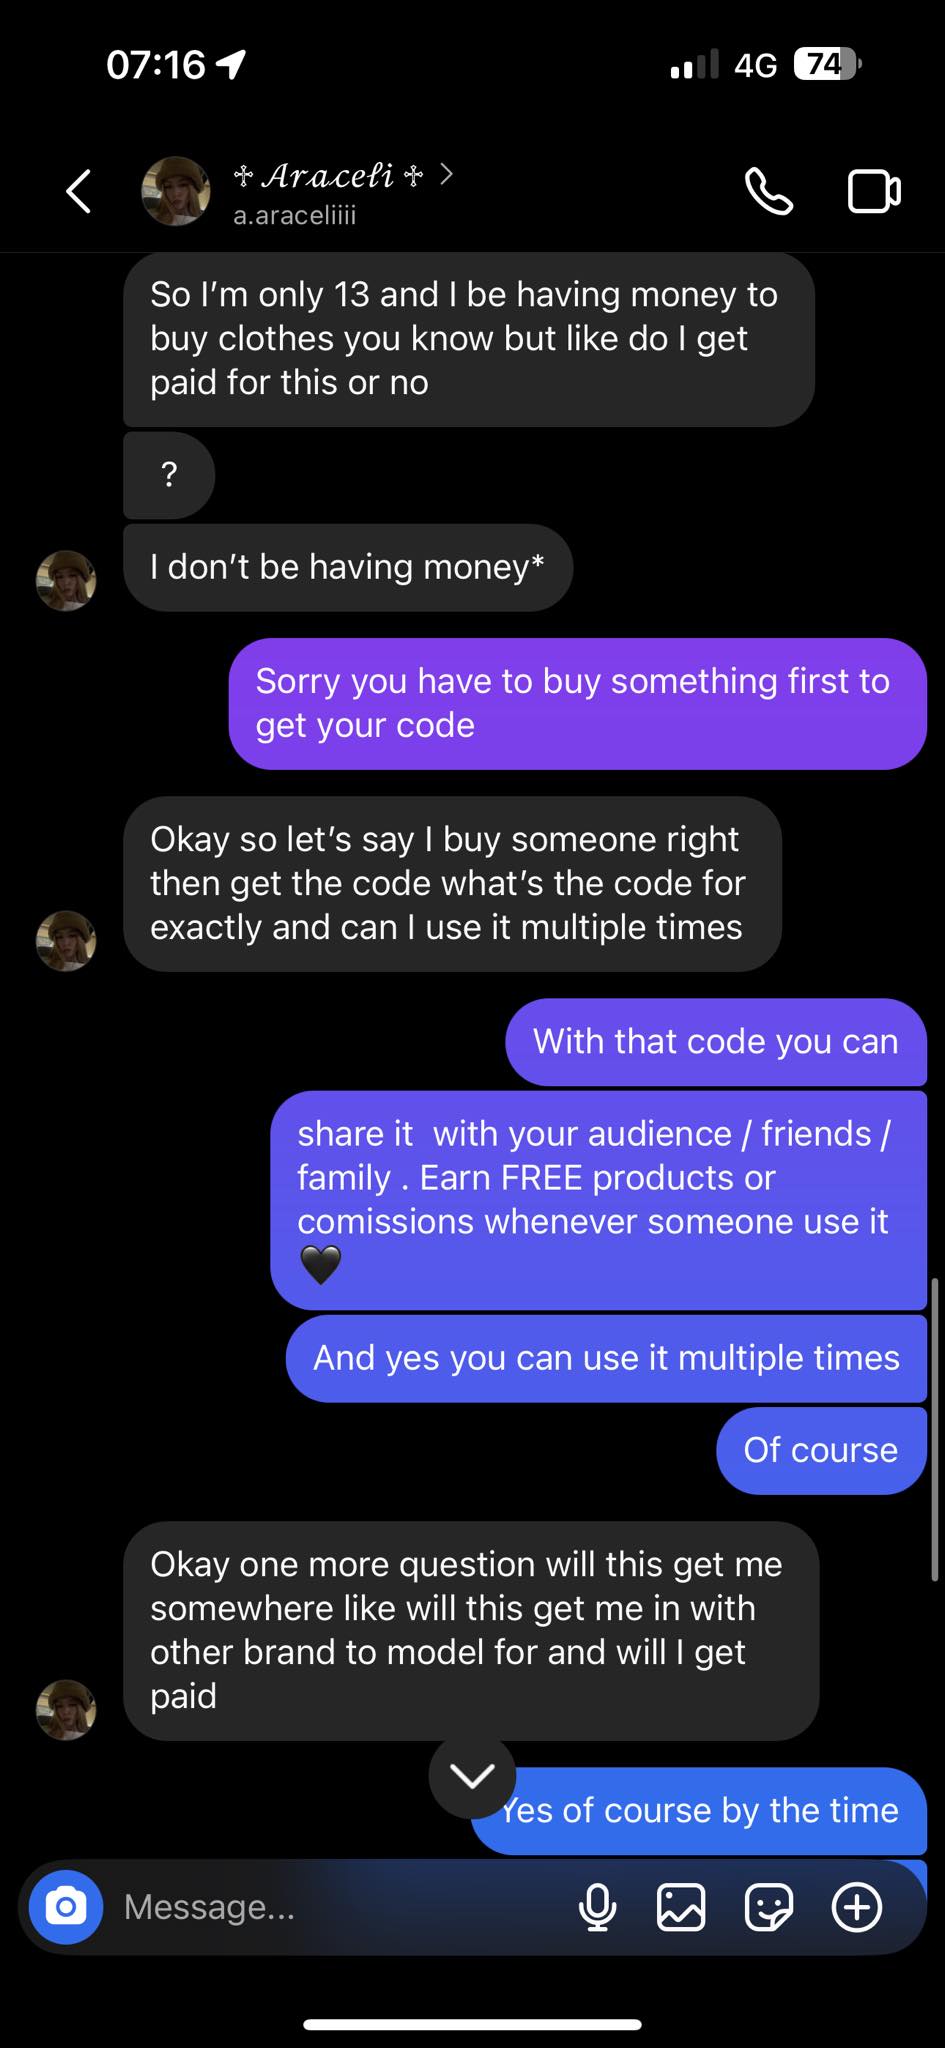 07:16
4G
74
♱ 𝓐𝓻𝓪𝓬𝓮𝓵𝓲 ♱
a.araceliiii
So I’m only 13 and I be having money to
buy clothes you know but like do I get
paid for this or no
?
I don’t be having money*
Sorry you have to buy something first to
get your code
Okay so let’s say I buy someone right
then get the code what’s the code for
exactly and can I use it multiple times
With that code you can
share it  with your audience / friends /
family . Earn FREE products or
comissions whenever someone use it
🖤
And yes you can use it multiple times
Of course
Okay one more question will this get me
somewhere like will this get me in with
other brand to model for and will I get
paid
Yes of course by the time
Message...